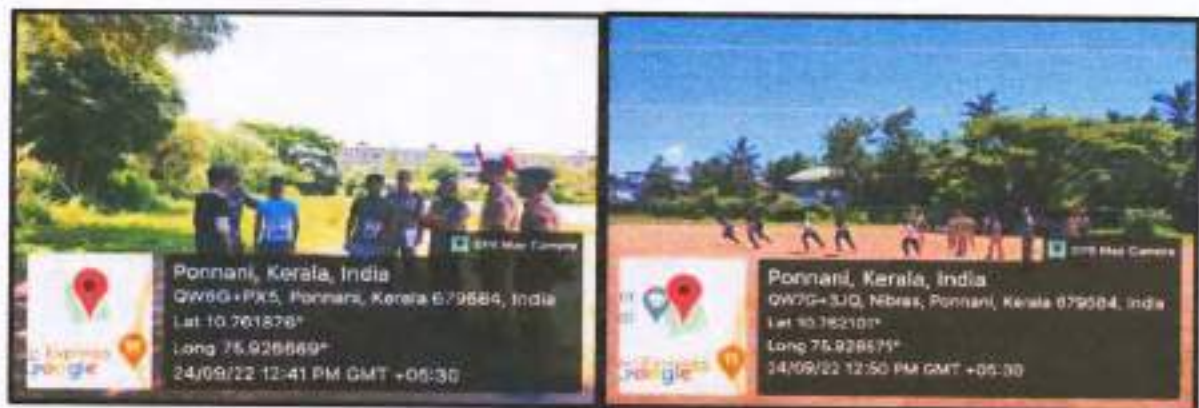 GPS Map Camera
Ponnani, Kerala, India
QW6G+PX5, Ponnani, Kerala 679584, India
Lat 10.761876°
Long 75.926669°
24/09/22 12:41 PM GMT +05:30
Google
GPS Map Camera
Ponnani, Kerala, India
QW7G+3JQ, Nibras, Ponnani, Kerala 679584, India
Lat 10.762101°
Long 75.926571°
24/09/22 12:50 PM GMT +05:30
Google